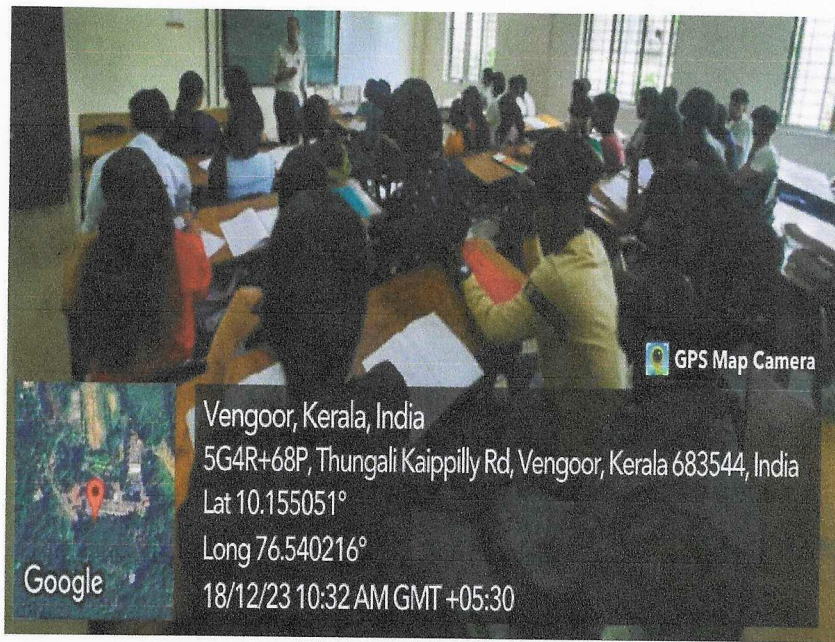 GPS Map Camera
Vengoor, Kerala, India
5G4R+68P, Thungali Kaippilly Rd, Vengoor, Kerala 683544, India
Lat 10.155051°
Long 76.540216°
18/12/23 10:32 AM GMT +05:30
Google